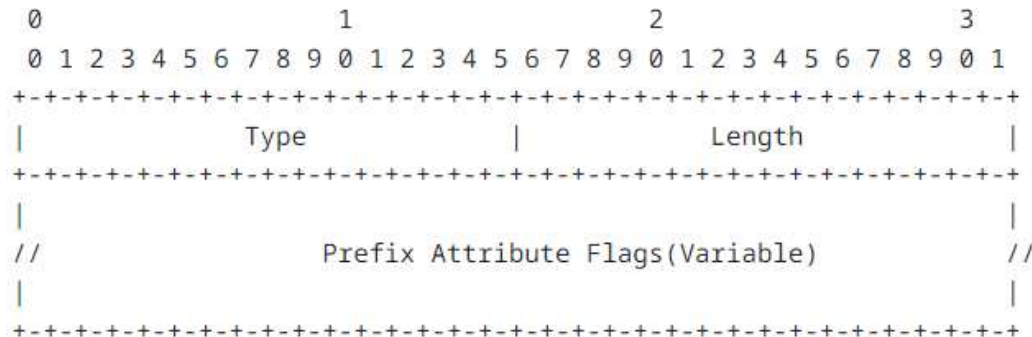 0                   1                   2                   3
 0 1 2 3 4 5 6 7 8 9 0 1 2 3 4 5 6 7 8 9 0 1 2 3 4 5 6 7 8 9 0 1
+-+-+-+-+-+-+-+-+-+-+-+-+-+-+-+-+-+-+-+-+-+-+-+-+-+-+-+-+-+-+-+-+
|              Type             |            Length             |
+-+-+-+-+-+-+-+-+-+-+-+-+-+-+-+-+-+-+-+-+-+-+-+-+-+-+-+-+-+-+-+-+
|                                                               |
//                  Prefix Attribute Flags(Variable)            //
|                                                               |
+-+-+-+-+-+-+-+-+-+-+-+-+-+-+-+-+-+-+-+-+-+-+-+-+-+-+-+-+-+-+-+-+